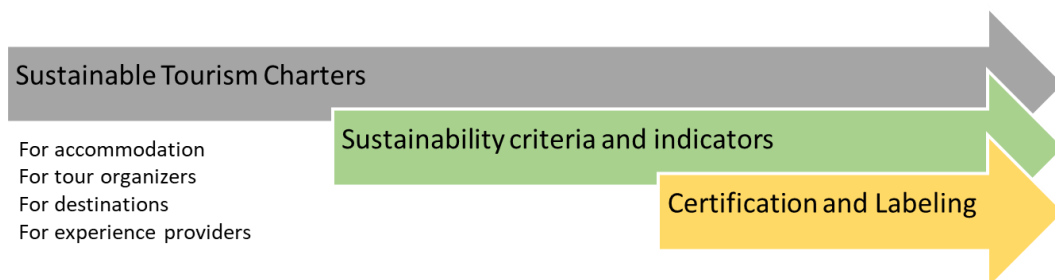 Sustainable Tourism Charters
Sustainability criteria and indicators
Certification and Labeling
For accommodation
For tour organizers
For destinations
For experience providers